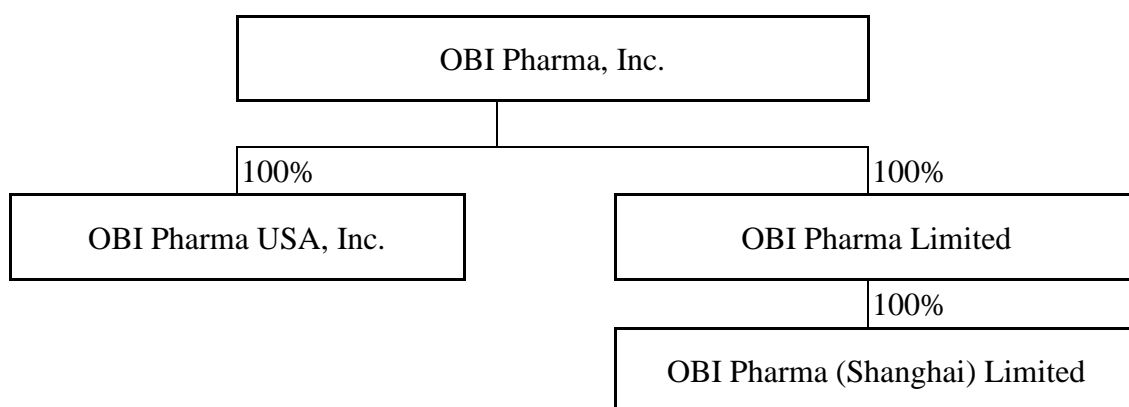 OBI Pharma, Inc.
100%
100%
OBI Pharma USA, Inc.
OBI Pharma Limited
100%
OBI Pharma (Shanghai) Limited